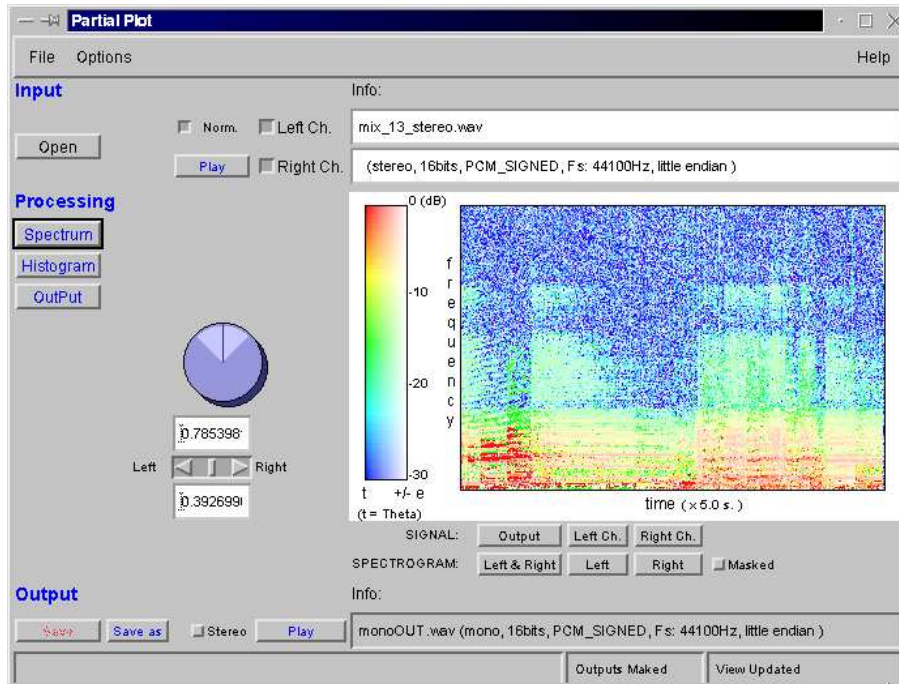 Partial Plot
File Options Help
Input
Info:
Norm. Left Ch.
mix_13_stereo.wav
Open
Play Right Ch.
(stereo, 16bits, PCM_SIGNED, Fs: 44100Hz, little endian )
Processing
Spectrum
Histogram
OutPut
0 (dB)
-10
-20
-30
t +/- e
(t = Theta)
frequency
time (×5.0 s.)
0.785398
Left Right
0.392699
SIGNAL: Output Left Ch. Right Ch.
SPECTROGRAM: Left & Right Left Right Masked
Output
Info:
Save Save as Stereo Play
monoOUT.wav (mono, 16bits, PCM_SIGNED, Fs: 44100Hz, little endian )
Outputs Maked View Updated